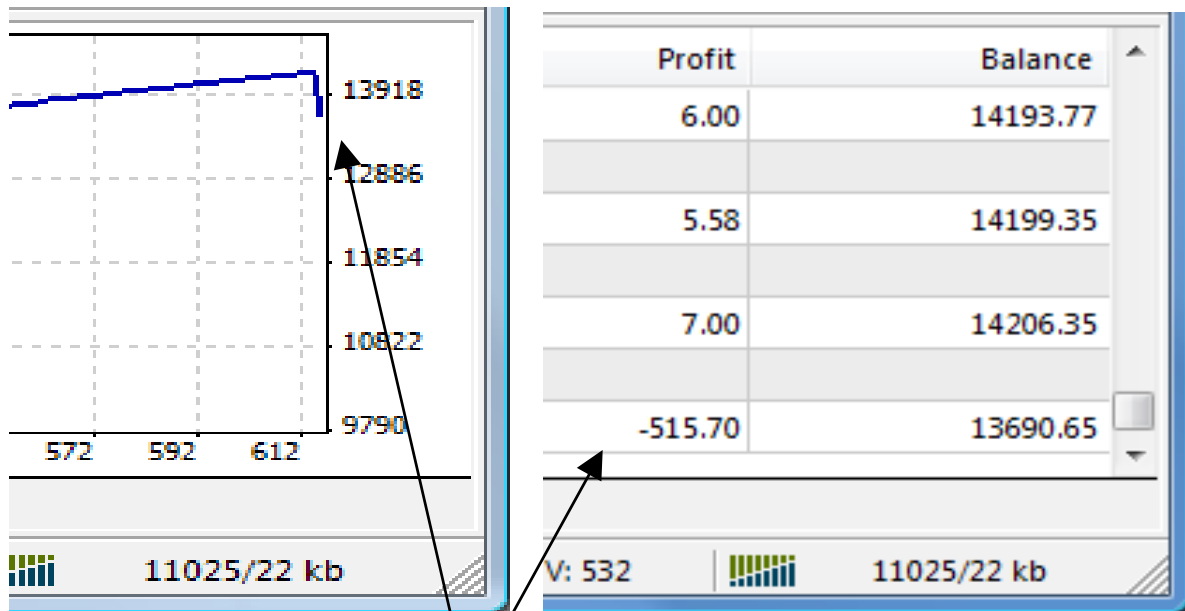 13918
12886
11854
10822
9790
572 592 612
11025/22 kb
Profit Balance
6.00 14193.77
5.58 14199.35
7.00 14206.35
-515.70 13690.65
V: 532 11025/22 kb